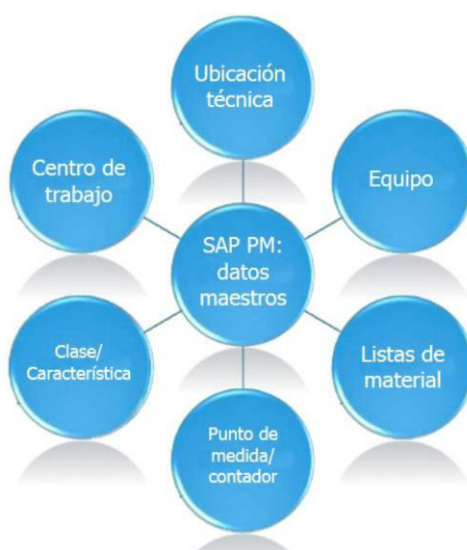 Ubicación
técnica
Centro de
trabajo
Equipo
SAP PM:
datos
maestros
Clase/
Característica
Listas de
material
Punto de
medida/
contador